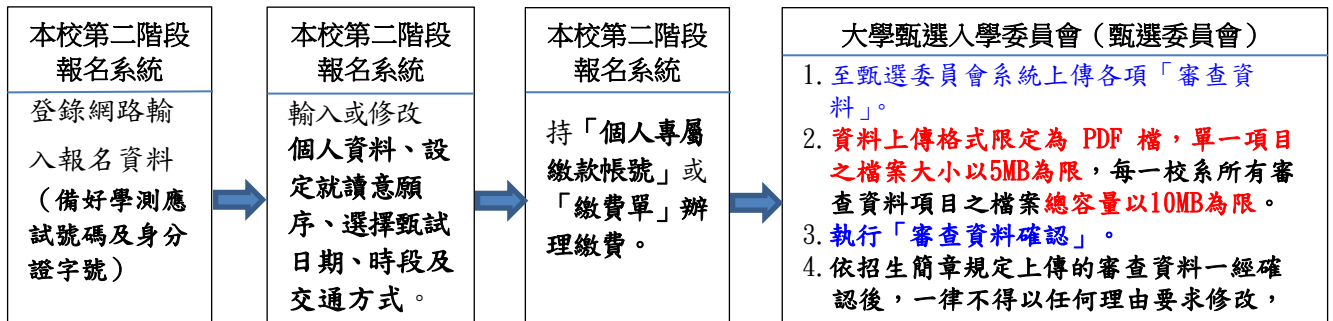 本校第二階段
報名系統
登錄網路輸
入報名資料
（備好學測應
試號碼及身分
證字號）
本校第二階段
報名系統
輸入或修改
個人資料、設
定就讀意願
序、選擇甄試
日期、時段及
交通方式。
本校第二階段
報名系統
持「個人專屬
繳款帳號」或
「繳費單」辦
理繳費。
大學甄選入學委員會（甄選委員會）
1.至甄選委員會系統上傳各項「審查資
料」。
2.資料上傳格式限定為 PDF 檔，單一項目
之檔案大小以5MB為限，每一校系所有審
查資料項目之檔案總容量以10MB為限。
3.執行「審查資料確認」。
4.依招生簡章規定上傳的審查資料一經確
認後，一律不得以任何理由要求修改，